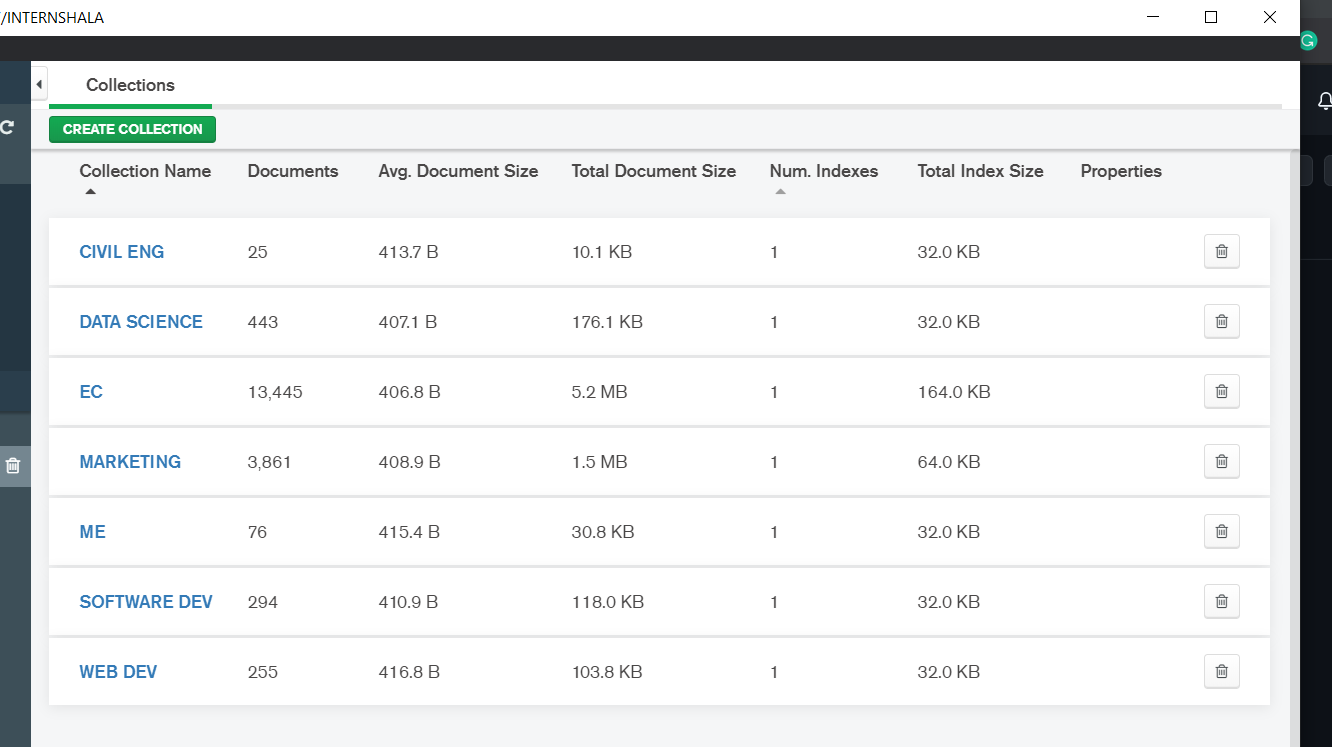 /INTERNSHALA
Collections
CREATE COLLECTION
Collection Name Documents Avg. Document Size Total Document Size Num. Indexes Total Index Size Properties
CIVIL ENG 25 413.7 B 10.1 KB 1 32.0 KB
DATA SCIENCE 443 407.1 B 176.1 KB 1 32.0 KB
EC 13,445 406.8 B 5.2 MB 1 164.0 KB
MARKETING 3,861 408.9 B 1.5 MB 1 64.0 KB
ME 76 415.4 B 30.8 KB 1 32.0 KB
SOFTWARE DEV 294 410.9 B 118.0 KB 1 32.0 KB
WEB DEV 255 416.8 B 103.8 KB 1 32.0 KB